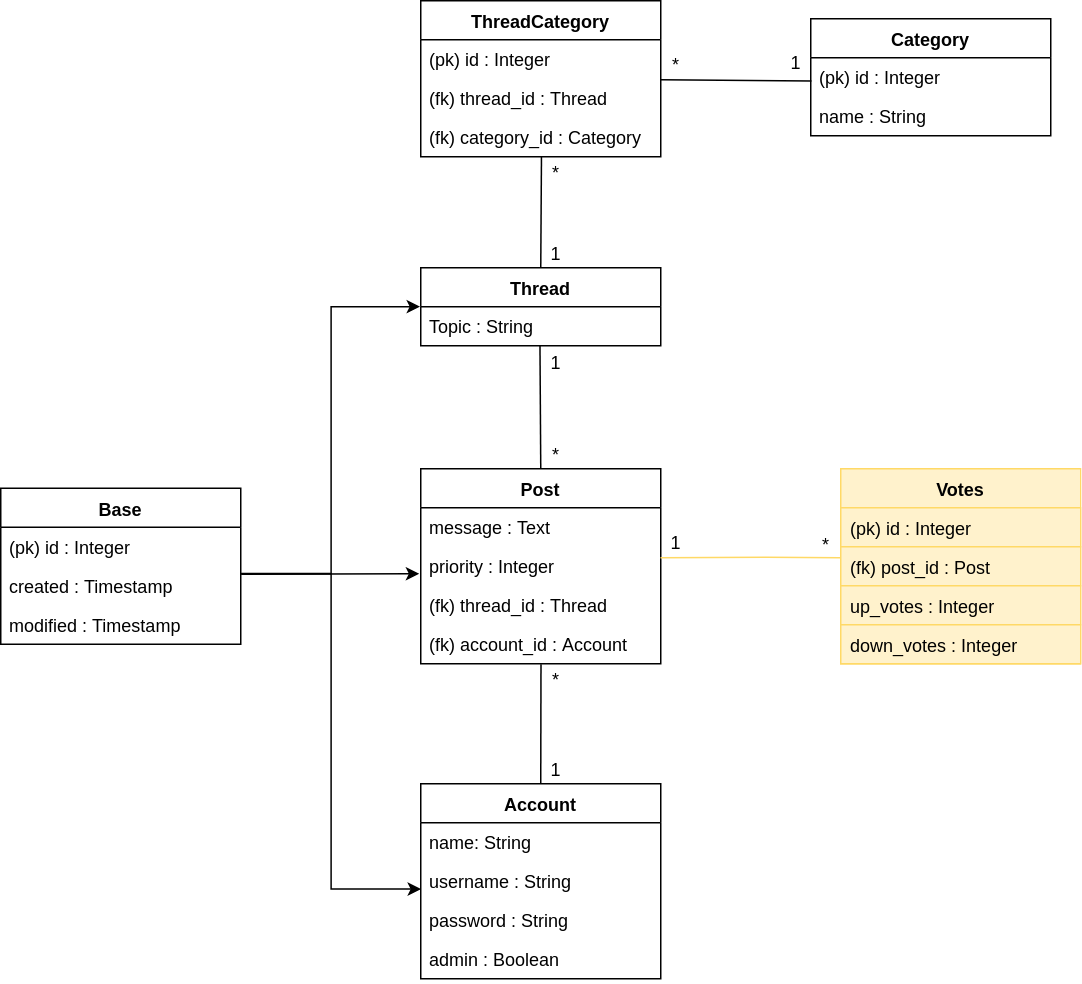 ThreadCategory
(pk) id : Integer
(fk) thread_id : Thread
(fk) category_id : Category
*
1
Category
(pk) id : Integer
name : String
*
1
Thread
Topic : String
1
*
Base
(pk) id : Integer
created : Timestamp
modified : Timestamp
Post
message : Text
priority : Integer
(fk) thread_id : Thread
(fk) account_id : Account
1
*
Votes
(pk) id : Integer
(fk) post_id : Post
up_votes : Integer
down_votes : Integer
*
1
Account
name: String
username : String
password : String
admin : Boolean